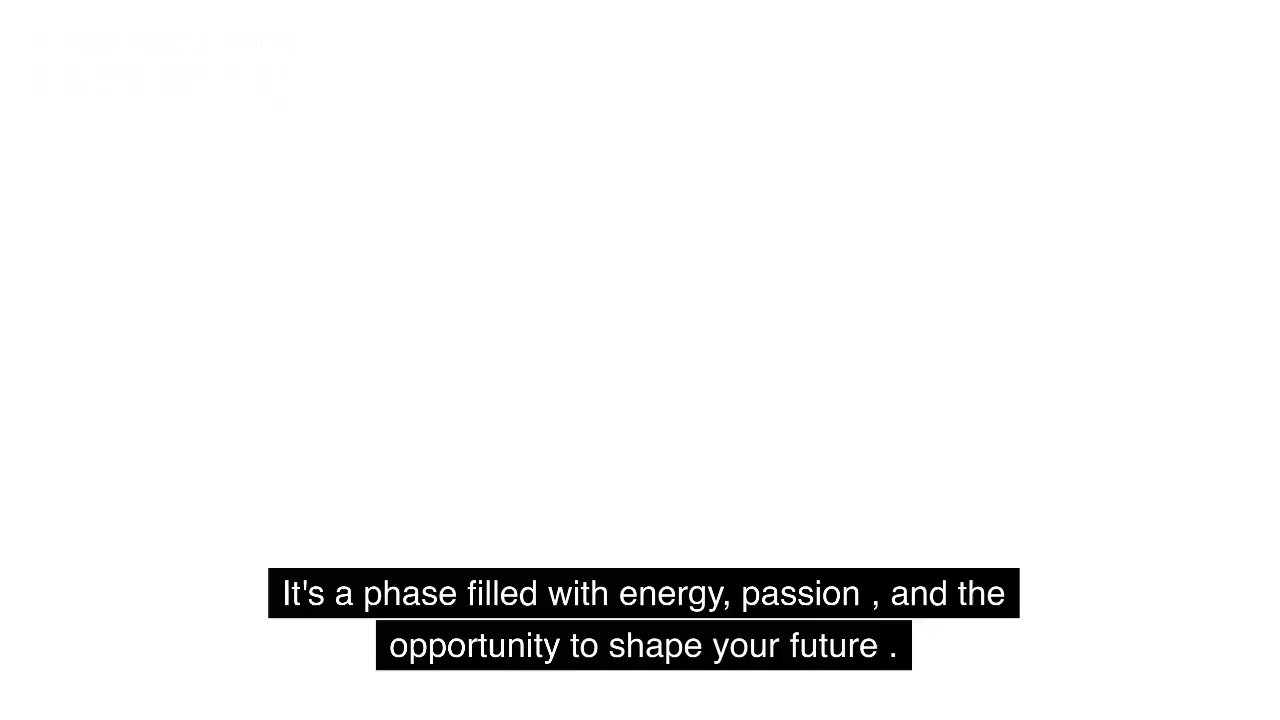 It's a phase filled with energy, passion , and the
opportunity to shape your future .